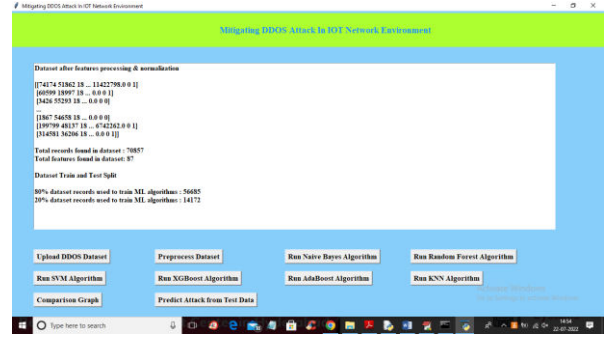 Mitigating DDOS Attack in IOT Network Environment
Mitigating DDOS Attack In IOT Network Environment
Dataset after features processing & normalization
[[74174 51862 18 ... 11422798.0 0 1]
[60599 18997 18 ... 0.0 0 1]
[3426 55293 18 ... 0.0 0 0]
...
[1867 54658 18 ... 0.0 0 0]
[199799 48137 18 ... 6742262.0 0 1]
[314581 36206 18 ... 0.0 0 1]]
Total records found in dataset : 70857
Total features found in dataset: 87
Dataset Train and Test Split
80% dataset records used to train ML algorithms : 56685
20% dataset records used to train ML algorithms : 14172
Upload DDOS Dataset Preprocess Dataset Run Naive Bayes Algorithm Run Random Forest Algorithm
Run SVM Algorithm Run XGBoost Algorithm Run AdaBoost Algorithm Run KNN Algorithm
Activate Windows
Comparison Graph Predict Attack from Test Data
Type here to search
22-07-2022